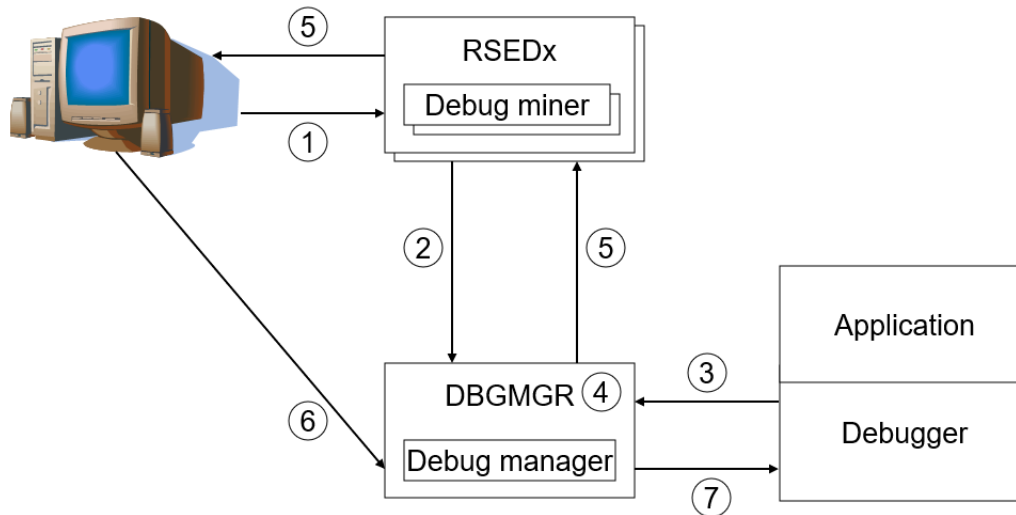 ⑤
RSEDx
Debug miner
①
②
⑤
Application
DBGMGR
④
③
⑥
Debugger
Debug manager
⑦